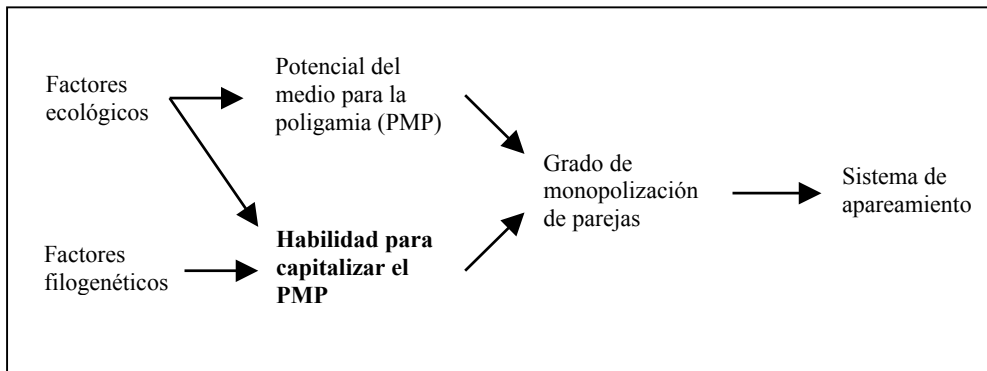 Factores
ecológicos
Potencial del
medio para la
poligamia (PMP)
Factores
filogenéticos
Habilidad para
capitalizar el
PMP
Grado de
monopolización
de parejas
Sistema de
apareamiento